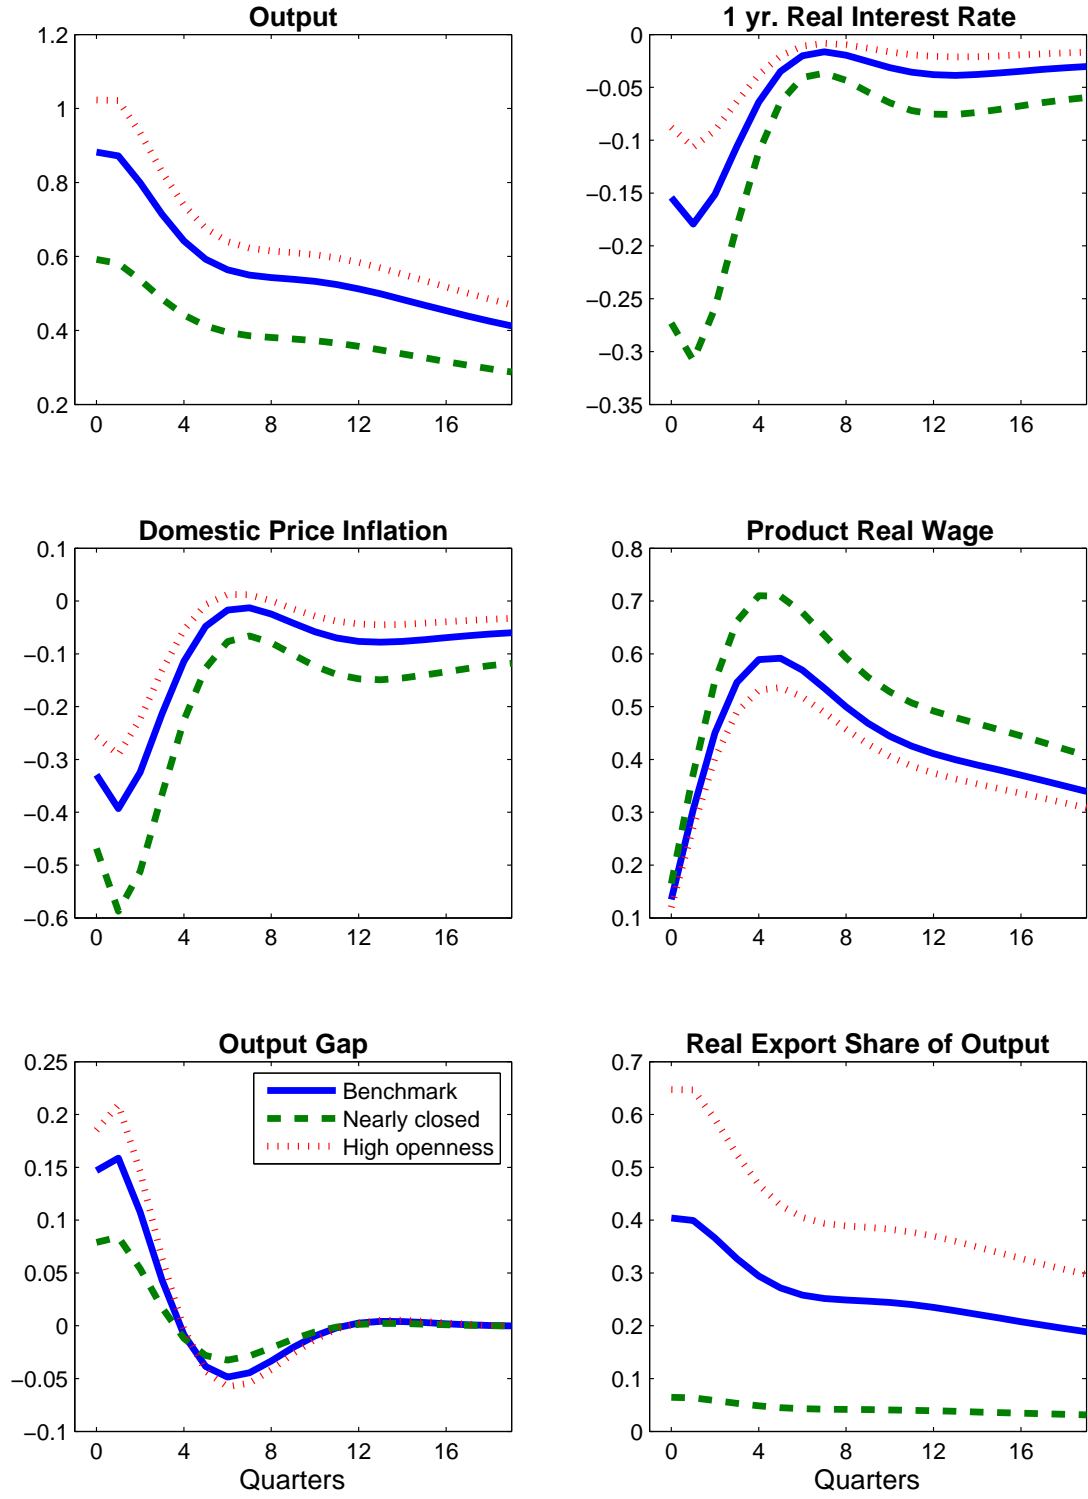 Output
1.2
1
0.8
0.6
0.4
0.2
0 4 8 12 16
1 yr. Real Interest Rate
0
−0.05
−0.1
−0.15
−0.2
−0.25
−0.3
−0.35
0 4 8 12 16
Domestic Price Inflation
0.1
0
−0.1
−0.2
−0.3
−0.4
−0.5
−0.6
0 4 8 12 16
Product Real Wage
0.8
0.7
0.6
0.5
0.4
0.3
0.2
0.1
0 4 8 12 16
Output Gap
0.25
0.2
0.15
0.1
0.05
0
−0.05
−0.1
Benchmark
Nearly closed
High openness
0 4 8 12 16
Quarters
Real Export Share of Output
0.7
0.6
0.5
0.4
0.3
0.2
0.1
0
0 4 8 12 16
Quarters